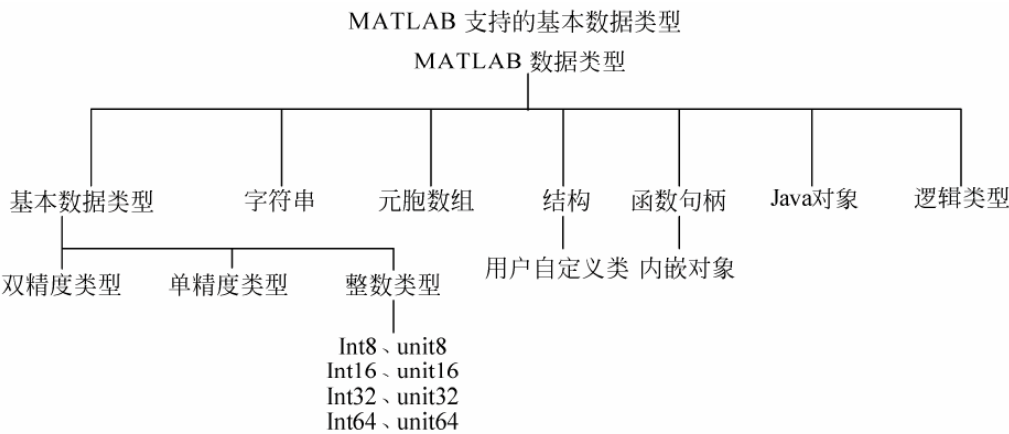 MATLAB 支持的基本数据类型
MATLAB 数据类型
基本数据类型 字符串 元胞数组 结构 函数句柄 Java对象 逻辑类型
用户自定义类 内嵌对象
双精度类型 单精度类型 整数类型
Int8、unit8
Int16、unit16
Int32、unit32
Int64、unit64